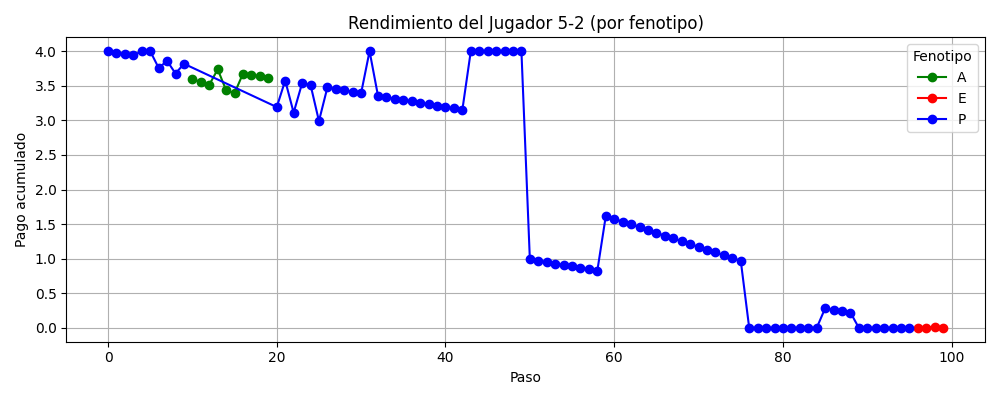 Rendimiento del Jugador 5-2 (por fenotipo)
Pago acumulado
4.0
3.5
3.0
2.5
2.0
1.5
1.0
0.5
0.0
Fenotipo
A
E
P
0 20 40 60 80 100
Paso